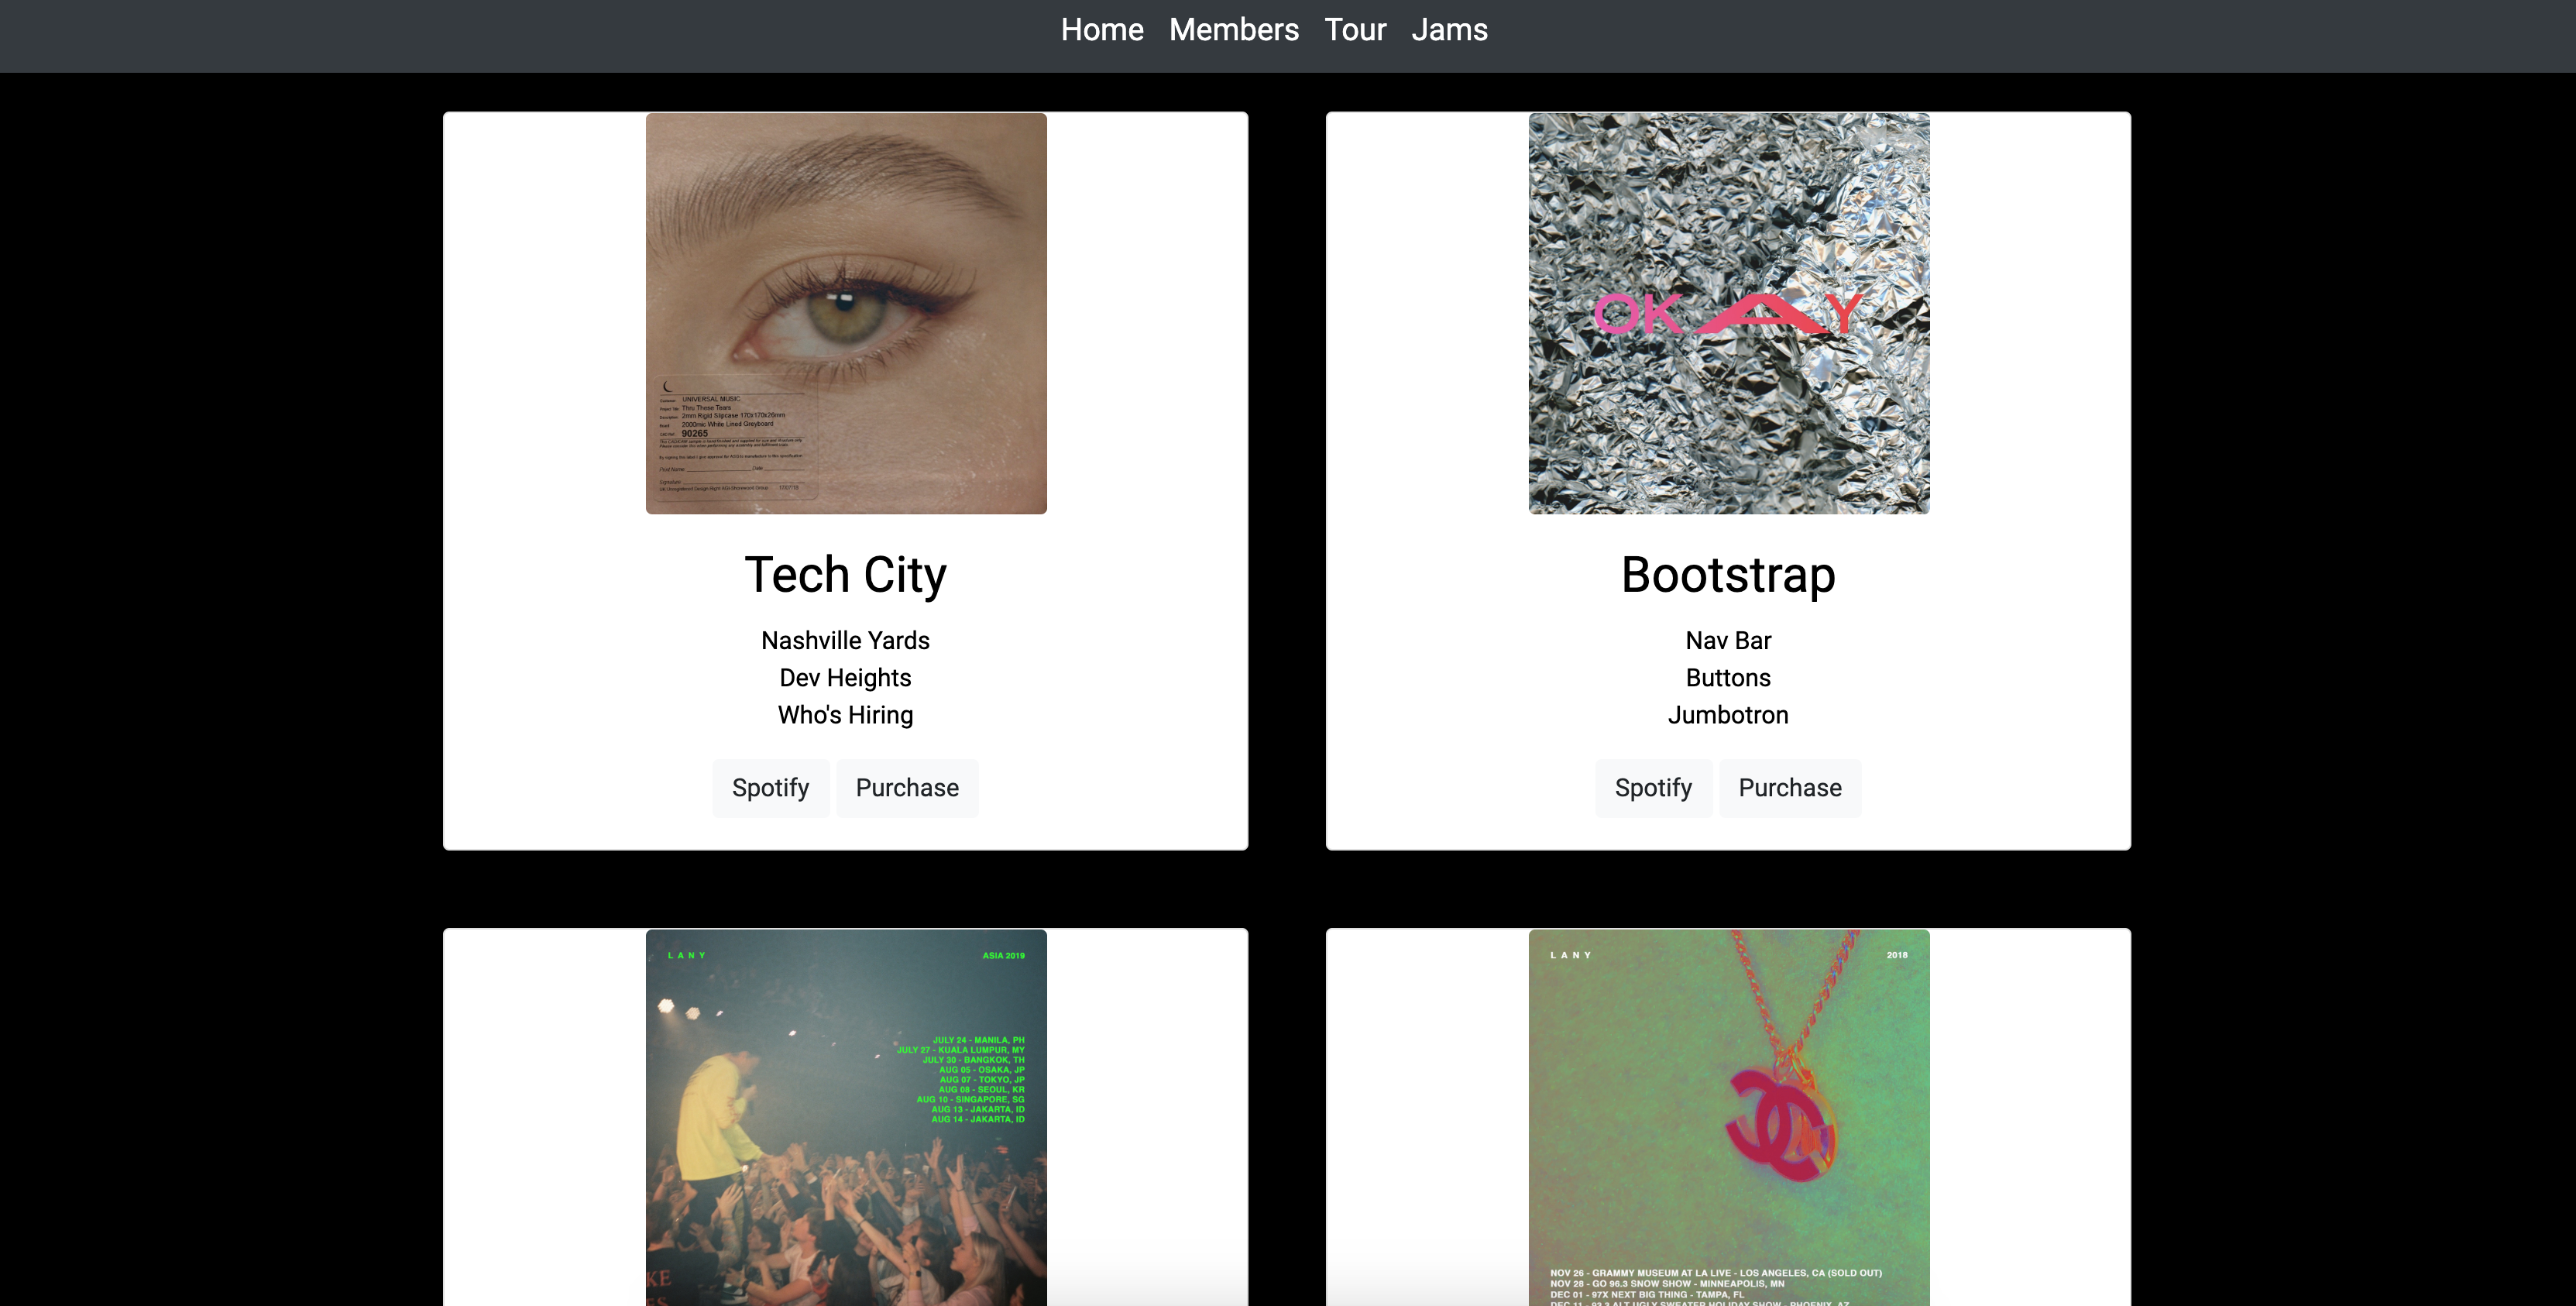 Home Members Tour Jams
UNIVERSAL MUSIC
Thru These Tears
2mm Rigid Slipcase 170x170x26mm
2000mic White Lined Greyboard
90265
OKAY
Tech City
Nashville Yards
Dev Heights
Who's Hiring
Spotify Purchase
Bootstrap
Nav Bar
Buttons
Jumbotron
Spotify Purchase
LANY ASIA 2019
JULY 24 - MANILA, PH
JULY 27 - KUALA LUMPUR, MY
JULY 30 - BANGKOK, TH
AUG 05 - OSAKA, JP
AUG 07 - TOKYO, JP
AUG 08 - SEOUL, KR
AUG 10 - SINGAPORE, SG
AUG 13 - JAKARTA, ID
AUG 14 - JAKARTA, ID
LANY 2018
NOV 26 - GRAMMY MUSEUM AT LA LIVE - LOS ANGELES, CA (SOLD OUT)
NOV 28 - GO 96.3 SNOW SHOW - MINNEAPOLIS, MN
DEC 01 - 97X NEXT BIG THING - TAMPA, FL